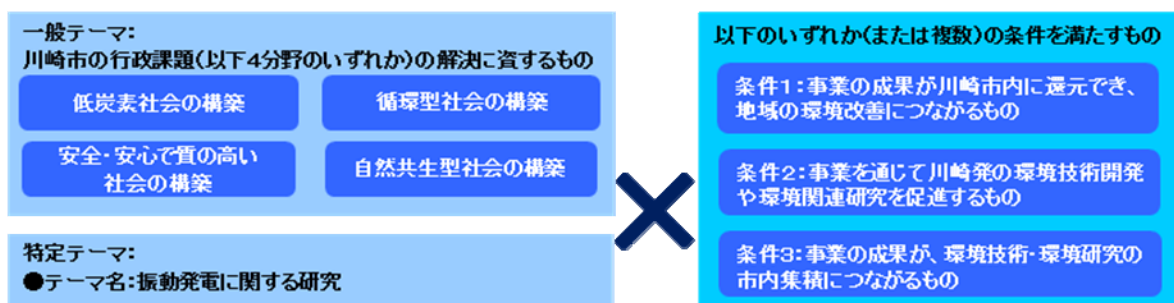 一般テーマ:
川崎市の行政課題(以下4分野のいずれか)の解決に資するもの
低炭素社会の構築
循環型社会の構築
安全・安心で質の高い
社会の構築
自然共生型社会の構築
特定テーマ:
●テーマ名:振動発電に関する研究
以下のいずれか(または複数)の条件を満たすもの
条件1:事業の成果が川崎市内に還元でき、
地域の環境改善につながるもの
条件2:事業を通じて川崎発の環境技術開発
や環境関連研究を促進するもの
条件3:事業の成果が、環境技術・環境研究の
市内集積につながるもの